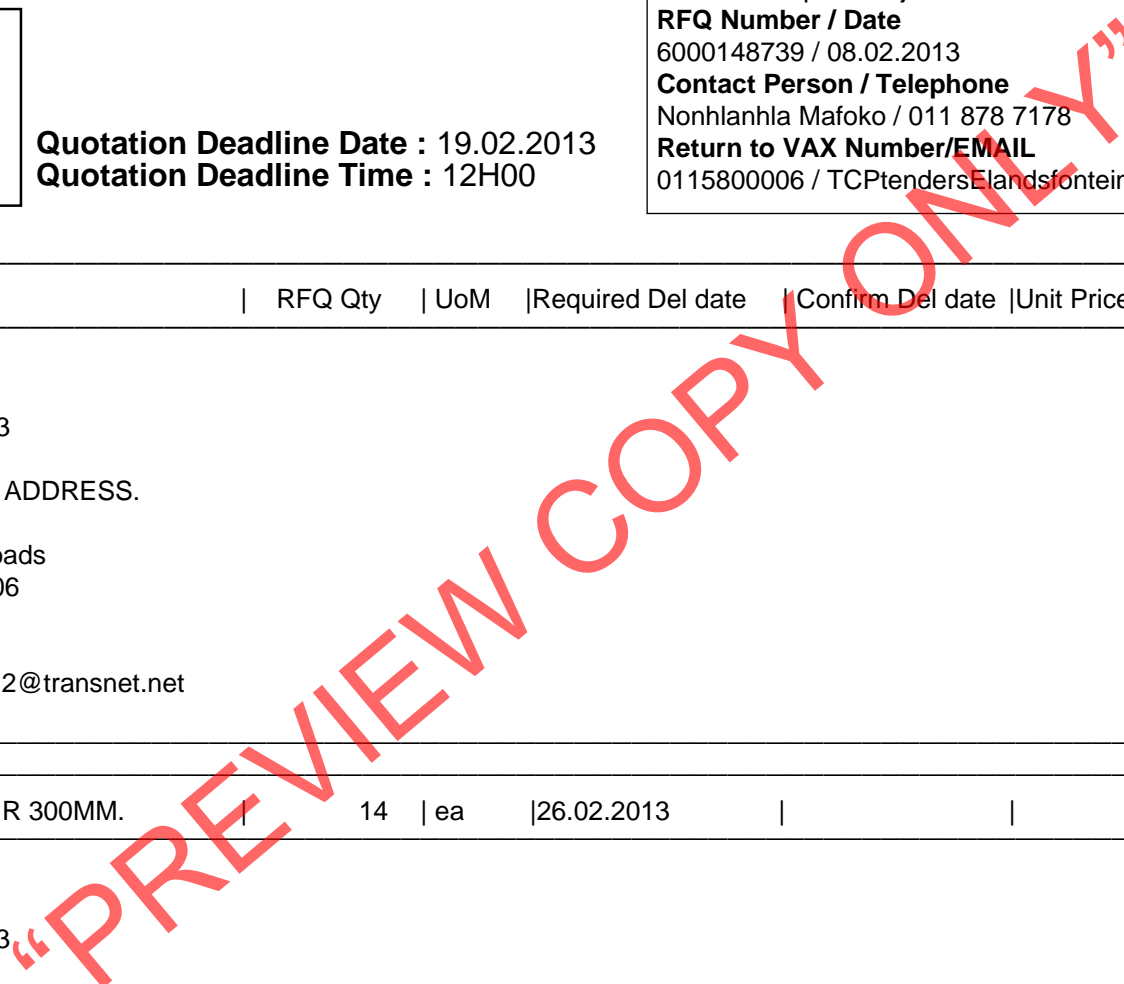 RFQ Number / Date
6000148739 / 08.02.2013
Contact Person / Telephone
Nonhlanhla Mafoko / 011 878 7178
Return to VAX Number/EMAIL
0115800006 / TCPtendersElandsfontein
Quotation Deadline Date : 19.02.2013
Quotation Deadline Time : 12H00
| RFQ Qty | UoM |Required Del date | Confirm Del date |Unit Price
3
ADDRESS.
oads
06
2@transnet.net
R 300MM. | 14 | ea |26.02.2013 | |
3
“PREVIEW COPY ONLY”